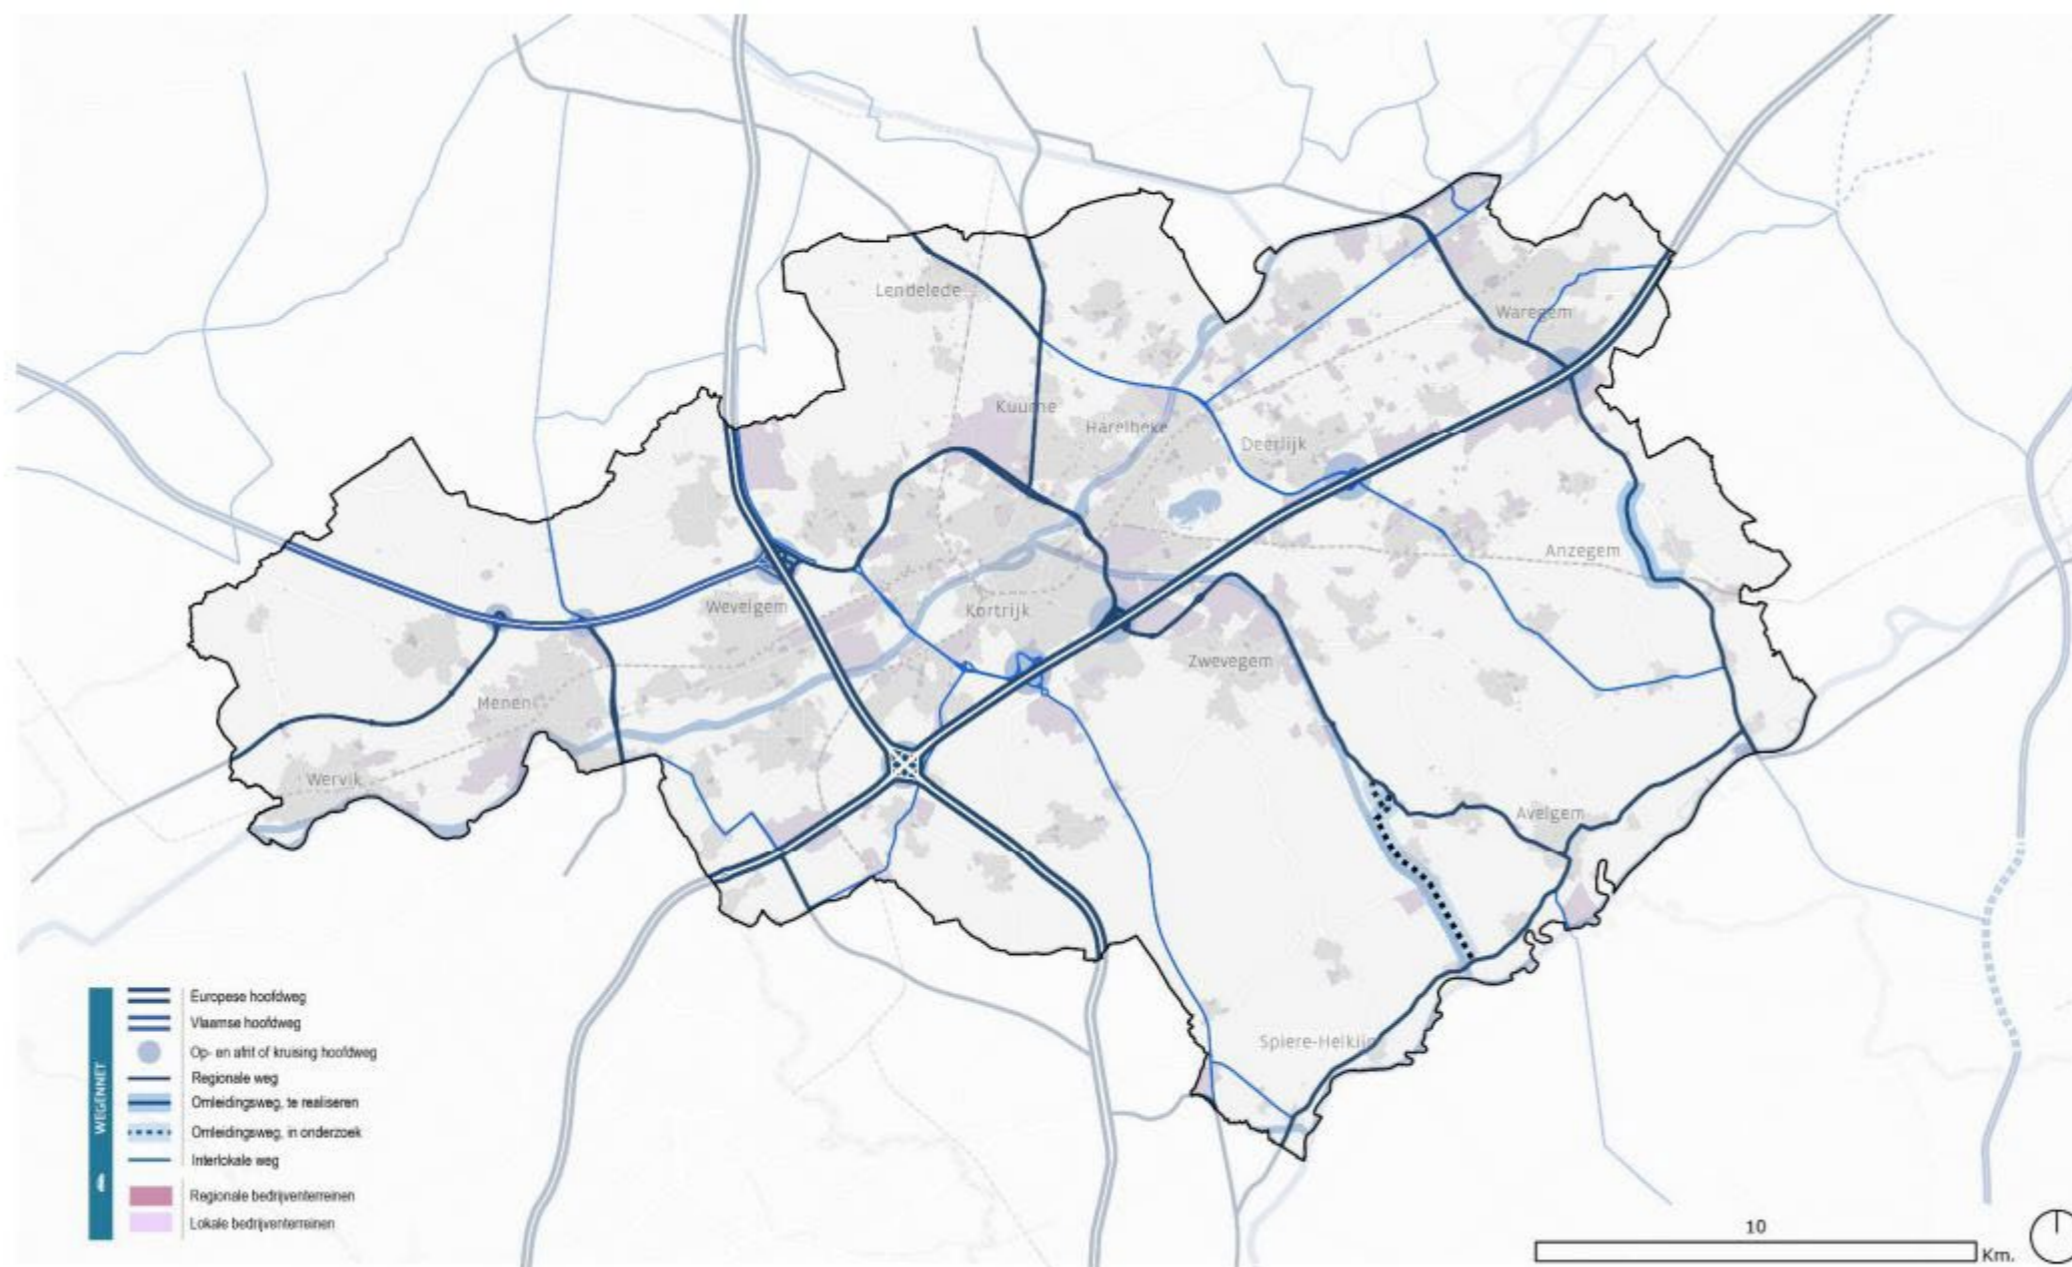 Lendelede
Waregem
Kuurne
Harelbeke
Deerlijk
Anzegem
Wevelgem
Kortrijk
Zwevegem
Menen
Wervik
Avelgem
Spiere-Helkijn
WEGENNET
Europese hoofdweg
Vlaamse hoofdweg
Op- en afrit of kruising hoofdweg
Regionale weg
Omleidingsweg, te realiseren
Omleidingsweg, in onderzoek
Interlokale weg
Regionale bedrijventerreinen
Lokale bedrijventerreinen
10
Km.